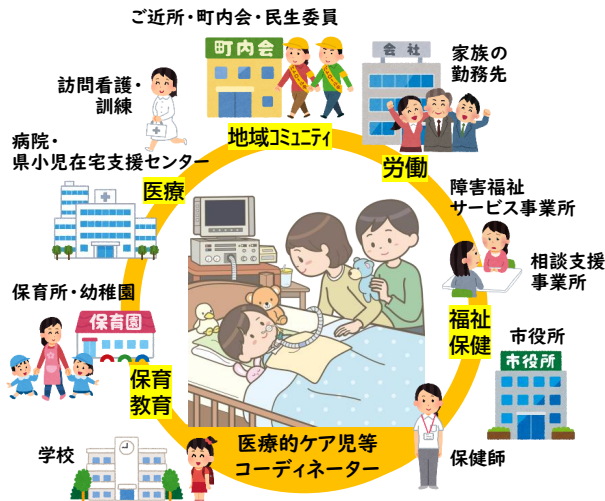 ご近所・町内会・民生委員
町内会
会社
家族の
勤務先
訪問看護・
訓練
地域コミュニティ
労働
病院・
県小児在宅支援センター
医療
障害福祉
サービス事業所
相談支援
事業所
保育所・幼稚園
保育園
福祉
保健
市役所
市役所
保育
教育
学校
医療的ケア児等
コーディネーター
保健師